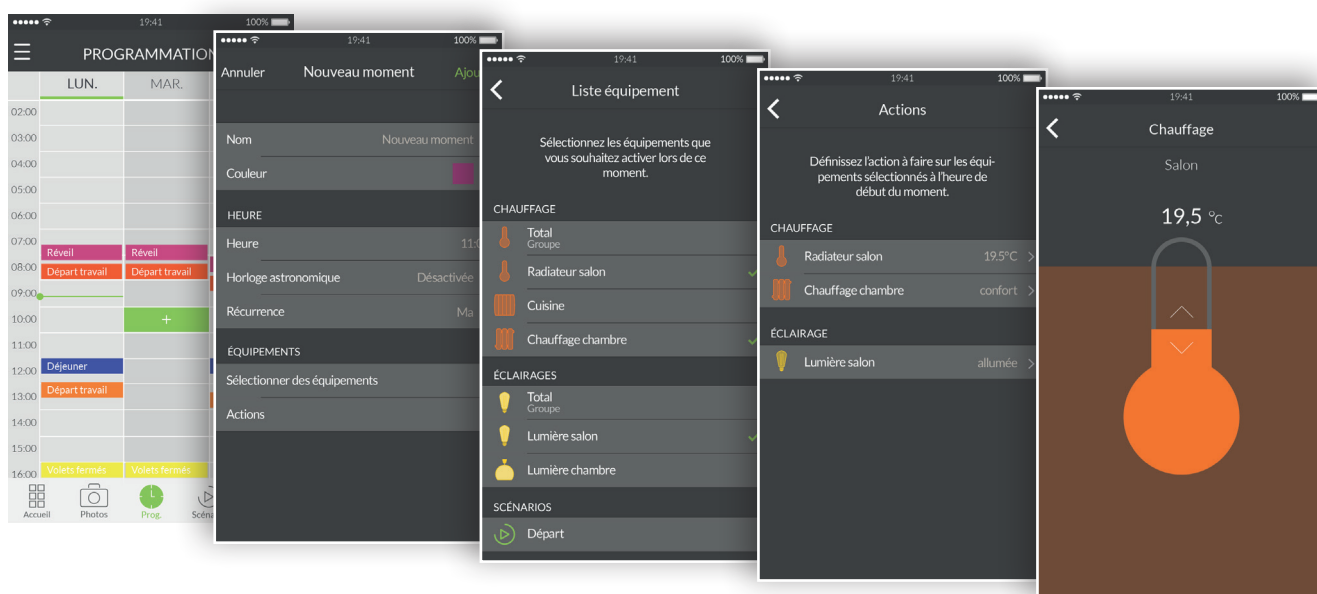 19:41 100%
PROGRAMMATION
LUN. MAR.
02:00
03:00
04:00
05:00
06:00
07:00
Réveil Réveil
08:00 Départ travail Départ travail
09:00
10:00 +
11:00
12:00 Déjeuner
13:00 Départ travail
14:00
15:00
16:00 Volets fermés Volets fermés
Accueil Photos Prog. Scéna
19:41 100%
Annuler Nouveau moment Ajou
Nom Nouveau moment
Couleur
HEURE
Heure 11:0
Horloge astronomique Désactivée
Récurrence Ma
ÉQUIPEMENTS
Sélectionner des équipements
Actions
19:41 100%
Liste équipement
Sélectionnez les équipements que
vous souhaitez activer lors de ce
moment.
CHAUFFAGE
Total
Groupe
Radiateur salon
Cuisine
Chauffage chambre
ÉCLAIRAGES
Total
Groupe
Lumière salon
Lumière chambre
SCÉNARIOS
Départ
19:41 100%
Actions
Définissez l'action à faire sur les équi-
pements sélectionnés à l'heure de
début du moment.
CHAUFFAGE
Radiateur salon 19.5°C
Chauffage chambre confort
ÉCLAIRAGE
Lumière salon allumée
19:41 100%
Chauffage
Salon
19,5 °C